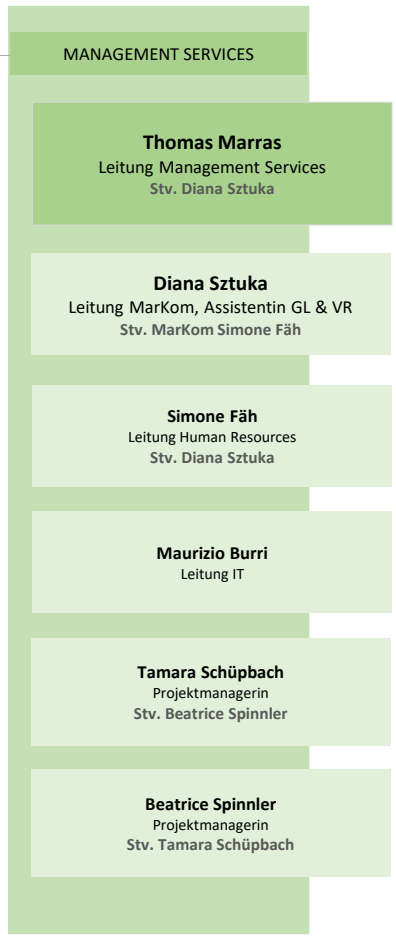 MANAGEMENT SERVICES
Thomas Marras
Leitung Management Services
Stv. Diana Sztuka
Diana Sztuka
Leitung MarKom, Assistentin GL & VR
Stv. MarKom Simone Fäh
Simone Fäh
Leitung Human Resources
Stv. Diana Sztuka
Maurizio Burri
Leitung IT
Tamara Schüpbach
Projektmanagerin
Stv. Beatrice Spinnler
Beatrice Spinnler
Projektmanagerin
Stv. Tamara Schüpbach